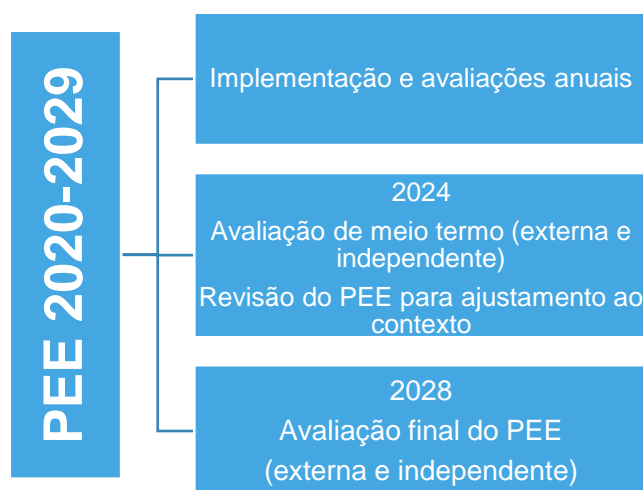 PEE 2020-2029
Implementação e avaliações anuais
2024
Avaliação de meio termo (externa e
independente)
Revisão do PEE para ajustamento ao
contexto
2028
Avaliação final do PEE
(externa e independente)